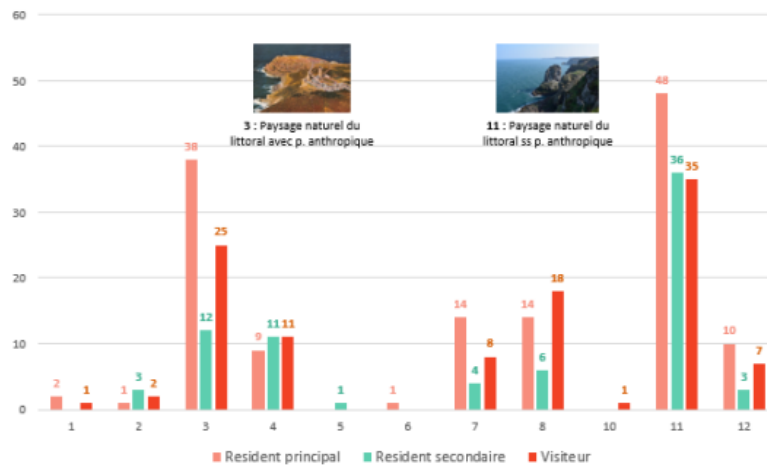 60
50
40
30
20
10
0
3 : Paysage naturel du
littoral avec p. anthropique
11 : Paysage naturel du
littoral ss p. anthropique
2 1
1 3 2
38 12 25
9 11 11
1
1
14 4 8
14 6 18
1
48 36 35
10 3 7
1 2 3 4 5 6 7 8 10 11 12
Resident principal Resident secondaire Visiteur